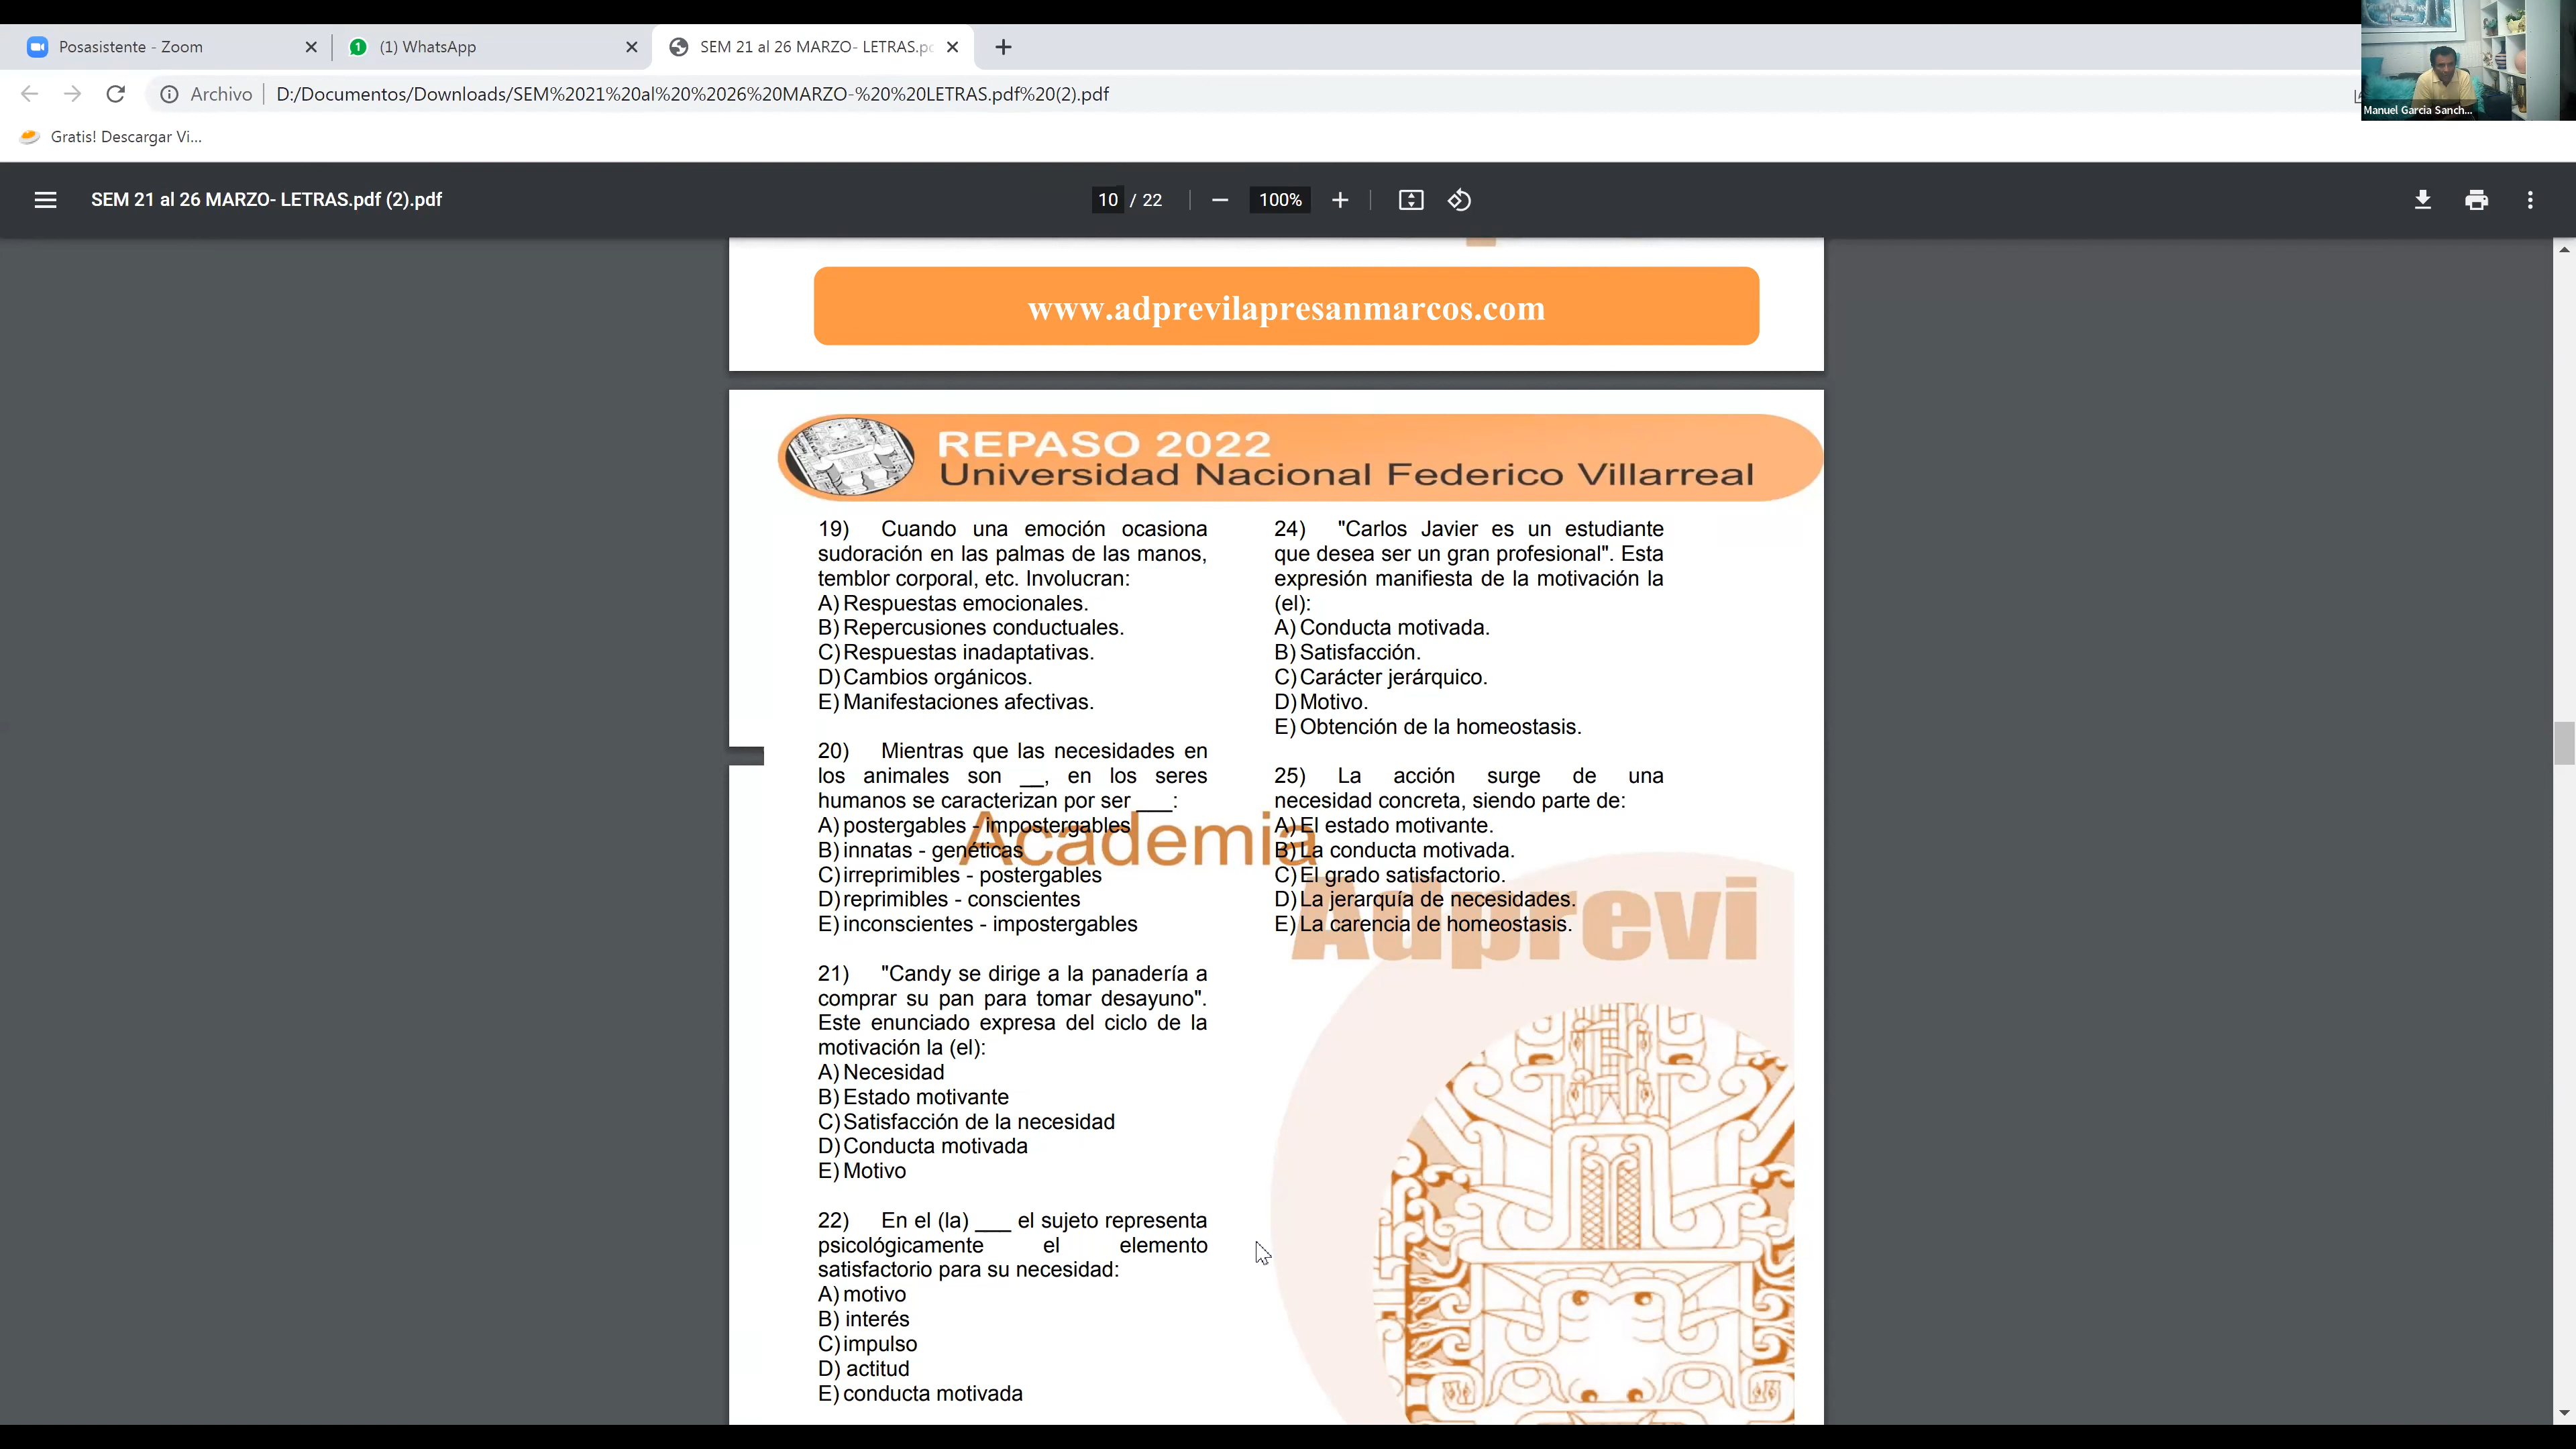 Posasistente - Zoom
(1) WhatsApp
SEM 21 al 26 MARZO- LETRAS.pd
Archivo
D:/Documentos/Downloads/SEM%2021%20al%20%2026%20MARZO-%20%20LETRAS.pdf%20(2).pdf
Gratis! Descargar Vi...
Manuel Garcia Sanch...
SEM 21 al 26 MARZO- LETRAS.pdf (2).pdf
10 / 22
100%
www.adprevilapresanmarcos.com
REPASO 2022
Universidad Nacional Federico Villarreal
19) Cuando una emoción ocasiona
sudoración en las palmas de las manos,
temblor corporal, etc. Involucran:
A) Respuestas emocionales.
B) Repercusiones conductuales.
C) Respuestas inadaptativas.
D) Cambios orgánicos.
E) Manifestaciones afectivas.
20) Mientras que las necesidades en
los animales son __, en los seres
humanos se caracterizan por ser ___:
A) postergables - impostergables
B) innatas - genéticas
C) irreprimibles - postergables
D) reprimibles - conscientes
E) inconscientes - impostergables
21) "Candy se dirige a la panadería a
comprar su pan para tomar desayuno".
Este enunciado expresa del ciclo de la
motivación la (el):
A) Necesidad
B) Estado motivante
C) Satisfacción de la necesidad
D) Conducta motivada
E) Motivo
22) En el (la) ___ el sujeto representa
psicológicamente el elemento
satisfactorio para su necesidad:
A) motivo
B) interés
C) impulso
D) actitud
E) conducta motivada
24) "Carlos Javier es un estudiante
que desea ser un gran profesional". Esta
expresión manifiesta de la motivación la
(el):
A) Conducta motivada.
B) Satisfacción.
C) Carácter jerárquico.
D) Motivo.
E) Obtención de la homeostasis.
25) La acción surge de una
necesidad concreta, siendo parte de:
A) El estado motivante.
B) La conducta motivada.
C) El grado satisfactorio.
D) La jerarquía de necesidades.
E) La carencia de homeostasis.
Academia
Adprevi